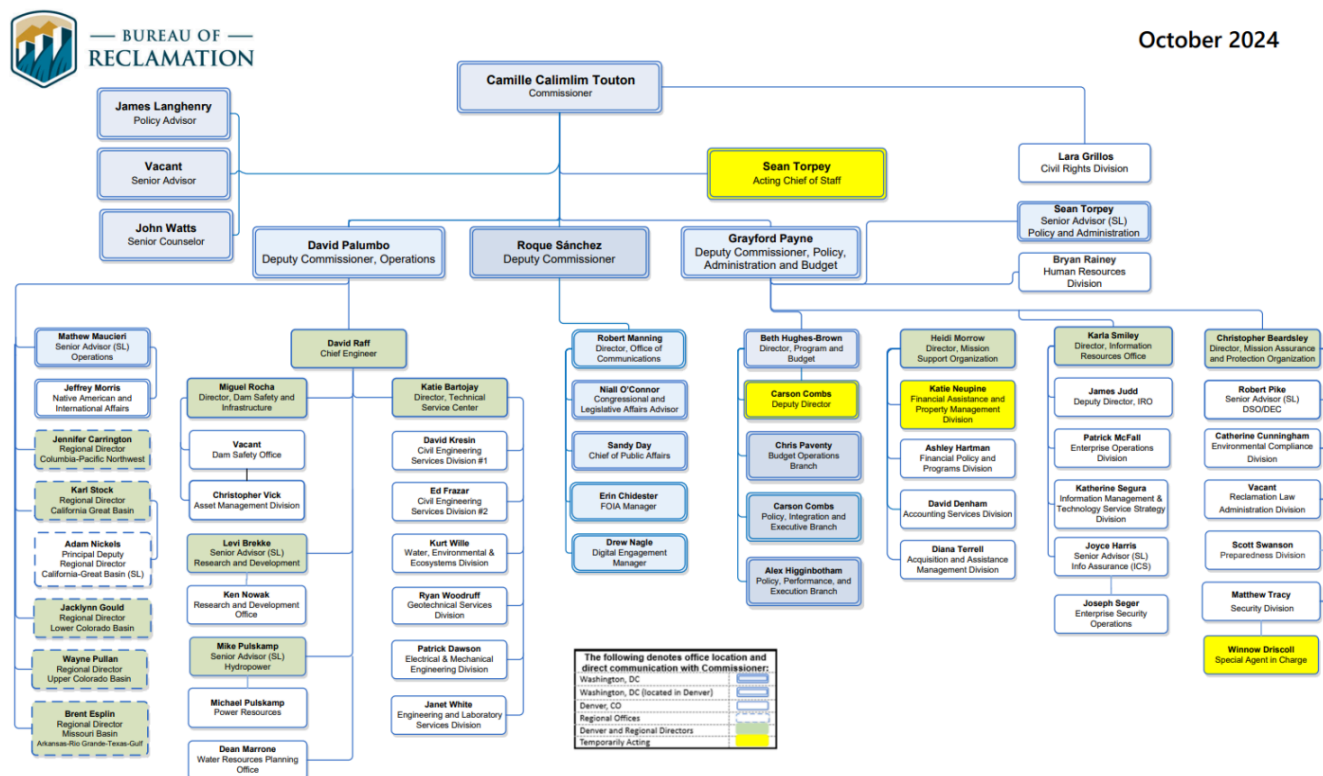 BUREAU OF
RECLAMATION
October 2024
Camille Calimlim Touton
Commissioner
James Langhenry
Policy Advisor
Vacant
Senior Advisor
John Watts
Senior Counselor
Sean Torpey
Acting Chief of Staff
Lara Grillos
Civil Rights Division
Sean Torpey
Senior Advisor (SL)
Policy and Administration
Bryan Rainey
Human Resources
Division
David Palumbo
Deputy Commissioner, Operations
Roque Sánchez
Deputy Commissioner
Grayford Payne
Deputy Commissioner, Policy,
Administration and Budget
Mathew Maucieri
Senior Advisor (SL)
Operations
Jeffrey Morris
Native American and
International Affairs
Jennifer Carrington
Regional Director
Columbia-Pacific Northwest
Karl Stock
Regional Director
California Great Basin
Adam Nickels
Principal Deputy
Regional Director
California-Great Basin (SL)
Jacklynn Gould
Regional Director
Lower Colorado Basin
Wayne Pullan
Regional Director
Upper Colorado Basin
Brent Esplin
Regional Director
Missouri Basin
Arkansas-Rio Grande-Texas-Gulf
David Raff
Chief Engineer
Miguel Rocha
Director, Dam Safety and
Infrastructure
Vacant
Dam Safety Office
Christopher Vick
Asset Management Division
Levi Brekke
Senior Advisor (SL)
Research and Development
Ken Nowak
Research and Development
Office
Mike Pulskamp
Senior Advisor (SL)
Hydropower
Michael Pulskamp
Power Resources
Dean Marrone
Water Resources Planning
Office
Katie Bartojay
Director, Technical
Service Center
David Kresin
Civil Engineering
Services Division #1
Ed Frazar
Civil Engineering
Services Division #2
Kurt Wille
Water, Environmental &
Ecosystems Division
Ryan Woodruff
Geotechnical Services
Division
Patrick Dawson
Electrical & Mechanical
Engineering Division
Janet White
Engineering and Laboratory
Services Division
Robert Manning
Director, Office of
Communications
Niall O'Connor
Congressional and
Legislative Affairs Advisor
Sandy Day
Chief of Public Affairs
Erin Chidester
FOIA Manager
Drew Nagle
Digital Engagement
Manager
Beth Hughes-Brown
Director, Program and
Budget
Carson Combs
Deputy Director
Chris Paventy
Budget Operations
Branch
Carson Combs
Policy, Integration and
Executive Branch
Alex Higginbotham
Policy, Performance, and
Execution Branch
Heidi Morrow
Director, Mission
Support Organization
Katie Neupine
Financial Assistance and
Property Management
Division
Ashley Hartman
Financial Policy and
Programs Division
David Denham
Accounting Services Division
Diana Terrell
Acquisition and Assistance
Management Division
Karla Smiley
Director, Information
Resources Office
James Judd
Deputy Director, IRO
Patrick McFall
Enterprise Operations
Division
Katherine Segura
Information Management &
Technology Service Strategy
Division
Joyce Harris
Senior Advisor (SL)
Info Assurance (ICS)
Joseph Seger
Enterprise Security
Operations
Christopher Beardsley
Director, Mission Assurance
and Protection Organization
Robert Pike
Senior Advisor (SL)
DSO/DEC
Catherine Cunningham
Environmental Compliance
Division
Vacant
Reclamation Law
Administration Division
Scott Swanson
Preparedness Division
Matthew Tracy
Security Division
Winnow Driscoll
Special Agent in Charge
The following denotes office location and
direct communication with Commissioner:
Washington, DC
Washington, DC (located in Denver)
Denver, CO
Regional Offices
Denver and Regional Directors
Temporarily Acting